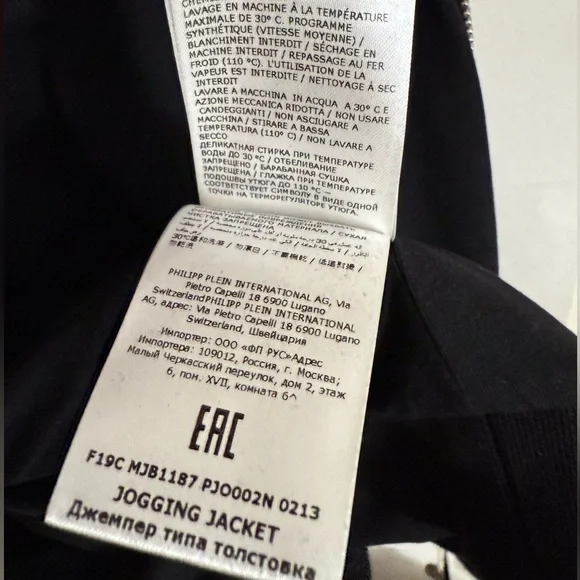 LAVAGE EN MACHINE À LA TEMPÉRATURE
MAXIMALE DE 30° C. PROGRAMME
SYNTHÉTIQUE (VITESSE MOYENNE) /
BLANCHIMENT INTERDIT / SÉCHAGE EN
MACHINE INTERDIT / REPASSAGE AU FER
FROID (110 °C). L'UTILISATION DE LA
VAPEUR EST INTERDITE / NETTOYAGE À SEC
INTERDIT
LAVARE A MACCHINA IN ACQUA A 30° C E
AZIONE MECCANICA RIDOTTA / NON USARE
CANDEGGIANTI / NON ASCIUGARE A
MACCHINA / STIRARE A BASSA
TEMPERATURA (110°C) / NON LAVARE A
SECCO
ДЕЛИКАТНАЯ СТИРКА ПРИ ТЕМПЕРАТУРЕ
ВОДЫ ДО 30 °C / ОТБЕЛИВАНИЕ
ЗАПРЕЩЕНО / БАРАБАННАЯ СУШКА
ЗАПРЕЩЕНА / ГЛАЖКА ПРИ ТЕМПЕРАТУРЕ
ПОДОШВЫ УТЮГА ДО 110 °C —
СООТВЕТСТВУЕТ СИМВОЛУ В ВИДЕ ОДНОЙ
ТОЧКИ НА ТЕРМОРЕГУЛЯТОРЕ УТЮГА.
ОБРАБАТЫВАЕМОГО МАТЕРИАЛА / СУХАЯ
ЧИСТКА ЗАПРЕЩЕНА
PHILIPP PLEIN INTERNATIONAL AG, Via
Pietro Capelli 18 6900 Lugano
SwitzerlandPHILIPP PLEIN INTERNATIONAL
AG, адрес: Via Pietro Capelli 18 6900 Lugano
Switzerland, Швейцария
Импортер: ООО «ФП РУС»Адрес
Импортера: 109012, Россия, г. Москва;
Малый Черкасский переулок, дом 2, этаж
6, пом. XVII, комната 6^
EAC
F19C MJB1187 PJO002N 0213
JOGGING JACKET
Джемпер типа толстовка